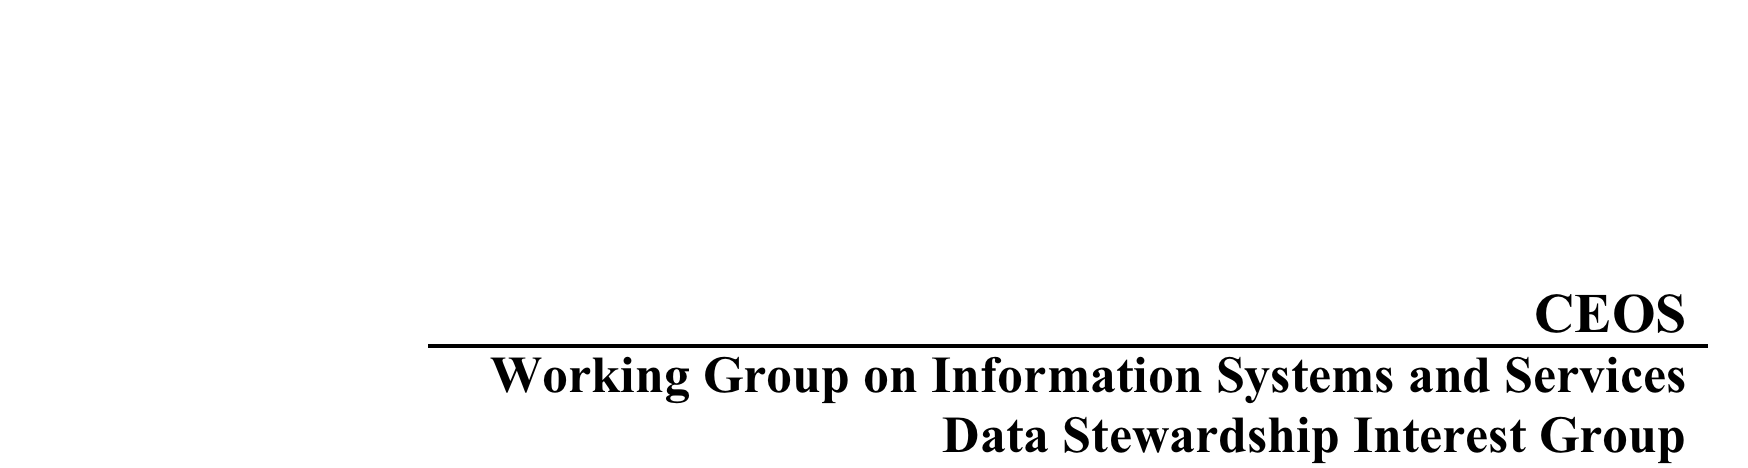 CEOS
Working Group on Information Systems and Services
Data Stewardship Interest Group